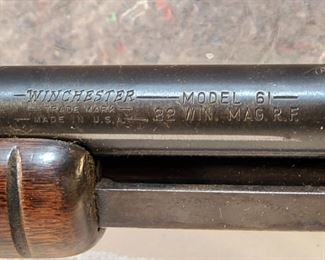 —WINCHESTER—
—TRADE MARK—
MADE IN U.S.A.
—MODEL 61—
.22 WIN. MAG. R.F.